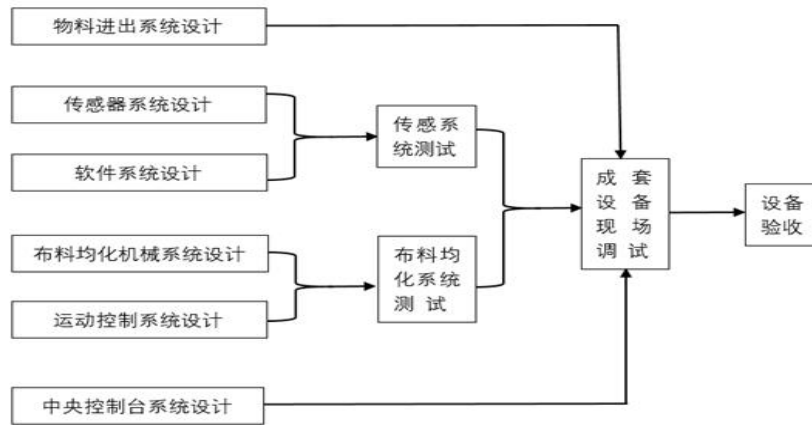 物料进出系统设计
传感器系统设计
软件系统设计
传感系
统测试
布料均化机械系统设计
运动控制系统设计
布料均
化系统
测 试
中央控制台系统设计
成 套
设 备
现 场
调 试
设备
验收